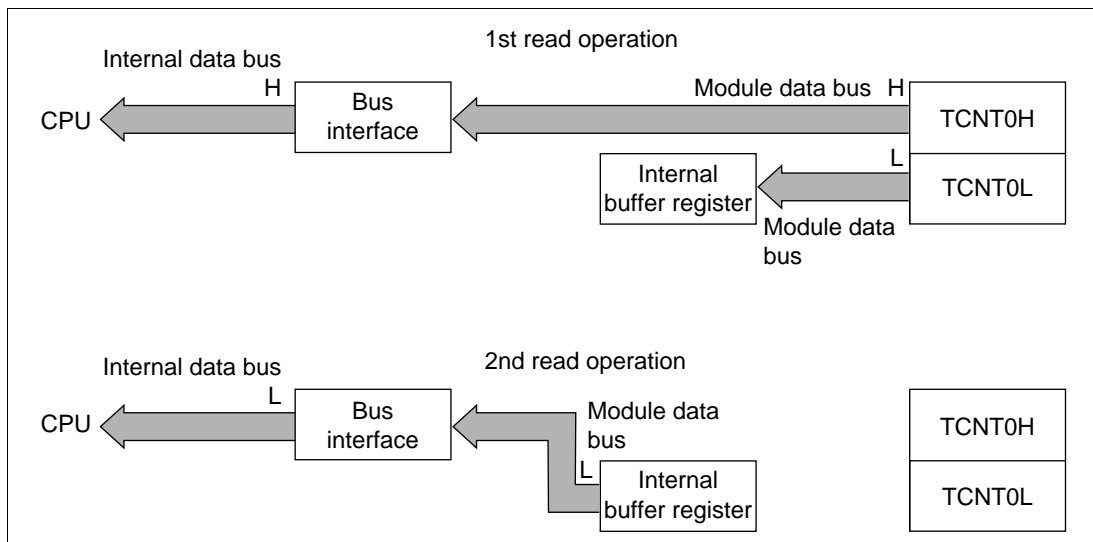 1st read operation
Internal data bus
H
Module data bus H
CPU
Bus
interface
TCNT0H
L
Internal
buffer register
TCNT0L
Module data
bus
2nd read operation
Internal data bus
L
CPU
Bus
interface
Module data
bus
TCNT0H
L
Internal
buffer register
TCNT0L